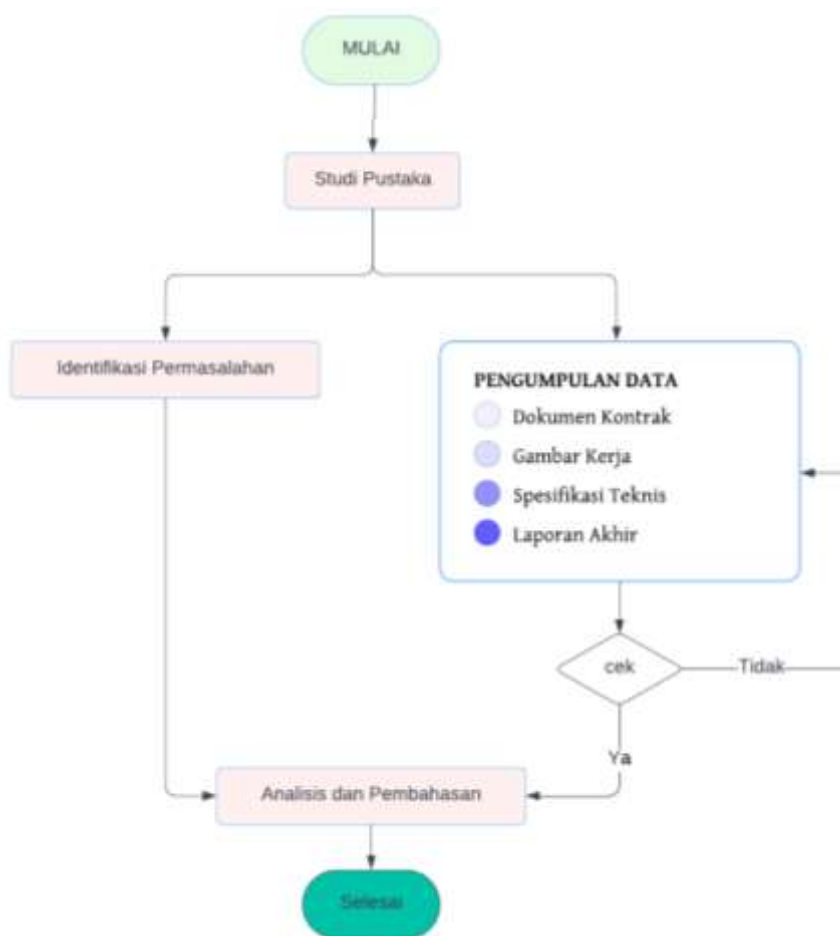 MULAI
Studi Pustaka
Identifikasi Permasalahan
PENGUMPULAN DATA
Dokumen Kontrak
Gambar Kerja
Spesifikasi Teknis
Laporan Akhir
cek
Tidak
Ya
Analisis dan Pembahasan
Selesai